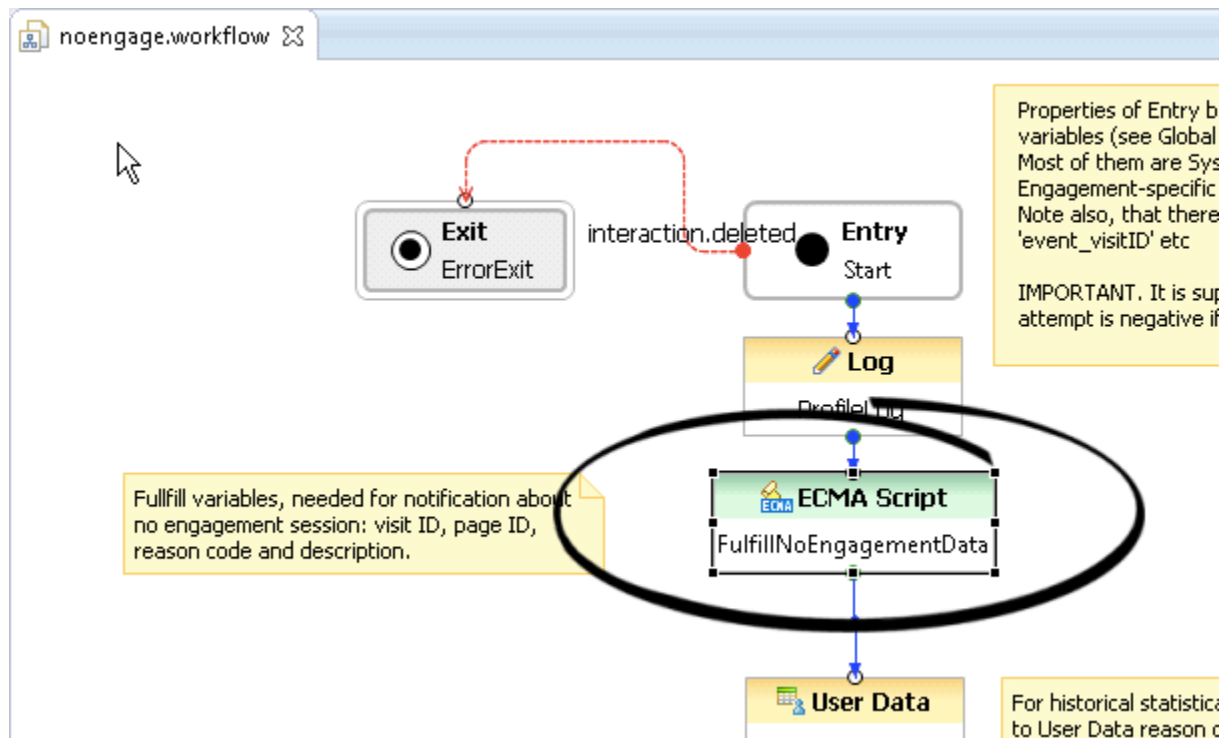 noengage.workflow
Properties of Entry b
variables (see Global
Most of them are Sys
Engagement-specific
Note also, that there
'event_visitID' etc
IMPORTANT. It is sup
attempt is negative if
Exit
ErrorExit
interaction.deleted
Entry
Start
Log
ProfileLog
Fullfill variables, needed for notification about
no engagement session: visit ID, page ID,
reason code and description.
ECMA
ECMA Script
FulfillNoEngagementData
User Data
For historical statistica
to User Data reason c